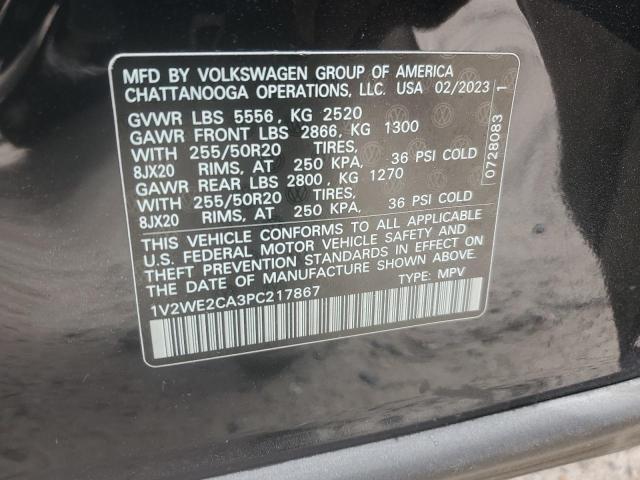 MFD BY VOLKSWAGEN GROUP OF AMERICA
CHATTANOOGA OPERATIONS, LLC. USA 02/2023
GVWR LBS 5556, KG 2520
GAWR FRONT LBS 2866, KG 1300
WITH 255/50R20 TIRES,
8JX20 RIMS, AT 250 KPA, 36 PSI COLD
GAWR REAR LBS 2800, KG 1270
WITH 255/50R20 TIRES,
8JX20 RIMS, AT 250 KPA, 36 PSI COLD
THIS VEHICLE CONFORMS TO ALL APPLICABLE
U.S. FEDERAL MOTOR VEHICLE SAFETY AND
THEFT PREVENTION STANDARDS IN EFFECT ON
THE DATE OF MANUFACTURE SHOWN ABOVE.
1V2WE2CA3PC217867 TYPE: MPV
0728083 1